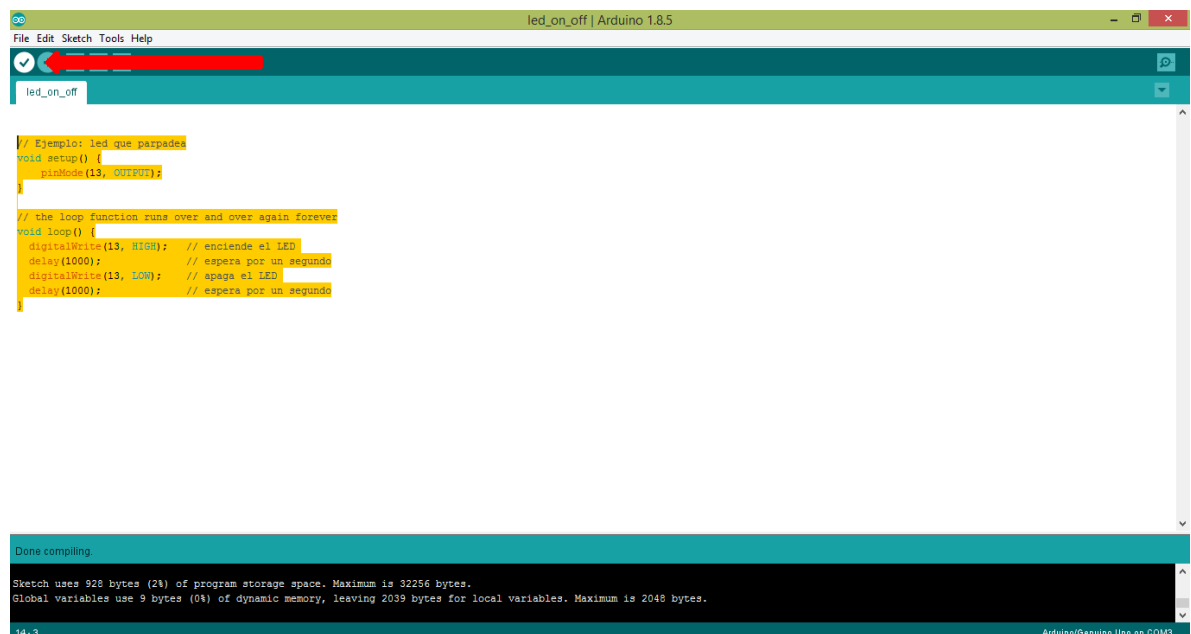 led_on_off | Arduino 1.8.5
File Edit Sketch Tools Help
led_on_off
// Ejemplo: led que parpadea
void setup() {
pinMode(13, OUTPUT);
}
// the loop function runs over and over again forever
void loop() {
digitalWrite(13, HIGH); // enciende el LED
delay(1000); // espera por un segundo
digitalWrite(13, LOW); // apaga el LED
delay(1000); // espera por un segundo
}
Done compiling.
Sketch uses 928 bytes (2%) of program storage space. Maximum is 32256 bytes.
Global variables use 9 bytes (0%) of dynamic memory, leaving 2039 bytes for local variables. Maximum is 2048 bytes.
14 - 3 Arduino/Genuino Uno on COM3